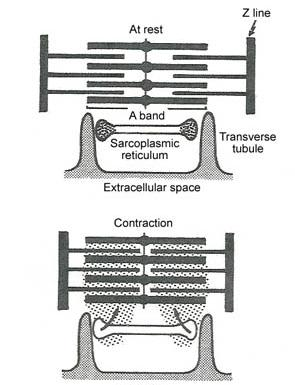 Z line
At rest
A band
Sarcoplasmic
reticulum
Transverse
tubule
Extracellular space
Contraction